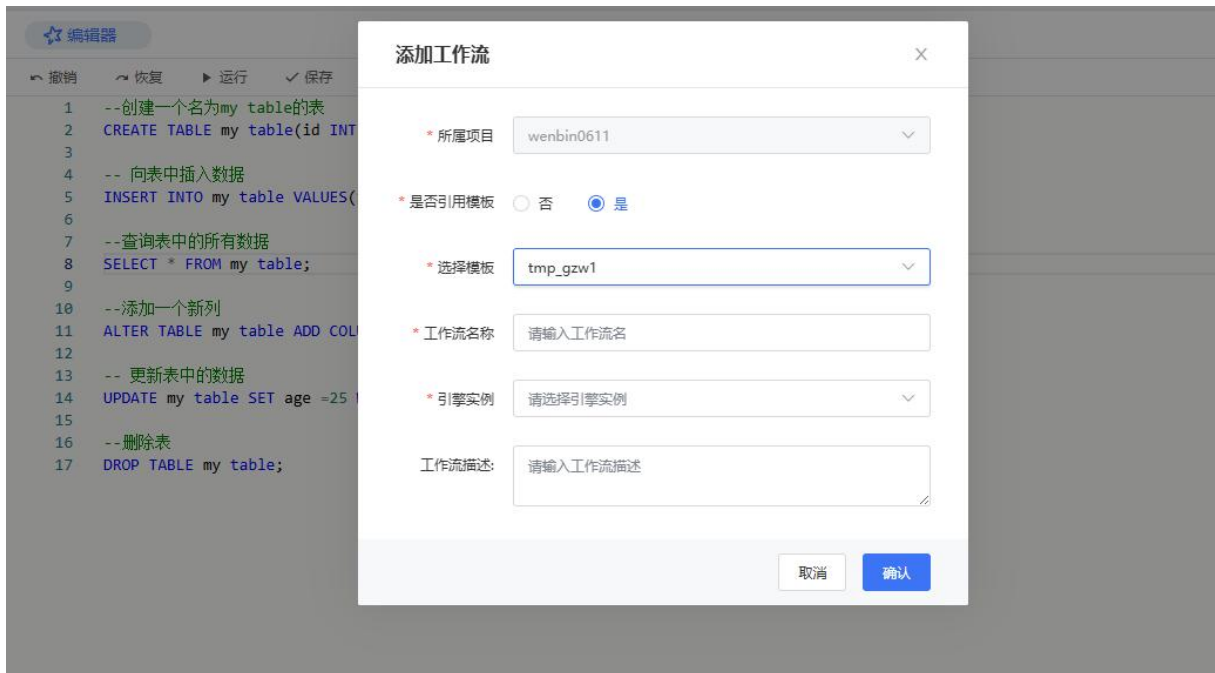 编辑器
撤销 恢复 运行 保存
1 --创建一个名为my table的表
2 CREATE TABLE my table(id INT
3
4 -- 向表中插入数据
5 INSERT INTO my table VALUES(
6
7 --查询表中的所有数据
8 SELECT * FROM my table;
9
10 --添加一个新列
11 ALTER TABLE my table ADD COL
12
13 -- 更新表中的数据
14 UPDATE my table SET age =25
15
16 --删除表
17 DROP TABLE my table;
添加工作流
* 所属项目 wenbin0611
* 是否引用模板 否 是
* 选择模板 tmp_gzw1
* 工作流名称 请输入工作流名
* 引擎实例 请选择引擎实例
工作流描述: 请输入工作流描述
取消 确认